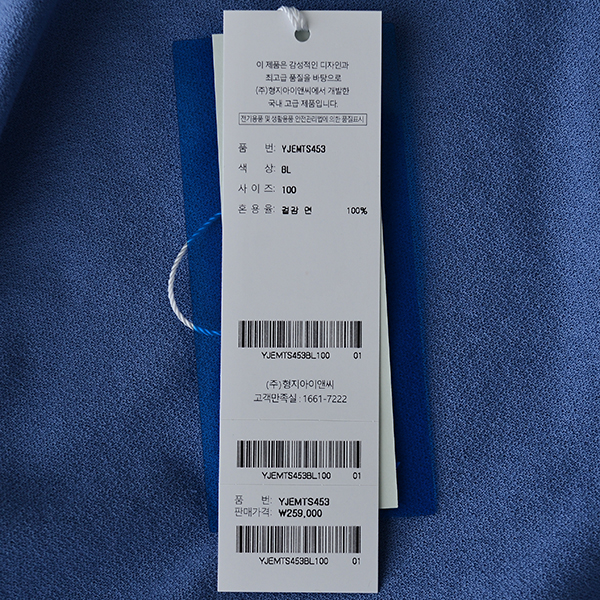 이 제품은 감성적인 디자인과
최고급 품질을 바탕으로
(주)형지아이앤씨에서 개발한
국내 고급 제품입니다.
전기용품 및 생활용품 안전관리법에 의한 품질표시
품 번: YJEMTS453
색 상: BL
사 이 즈: 100
혼 용 율: 겉감 면 100%
YJEMTS453BL100 01
(주)형지아이앤씨
고객만족실 : 1661-7222
YJEMTS453BL100 01
품 번: YJEMTS453
판매가격: ₩259,000
YJEMTS453BL100 01